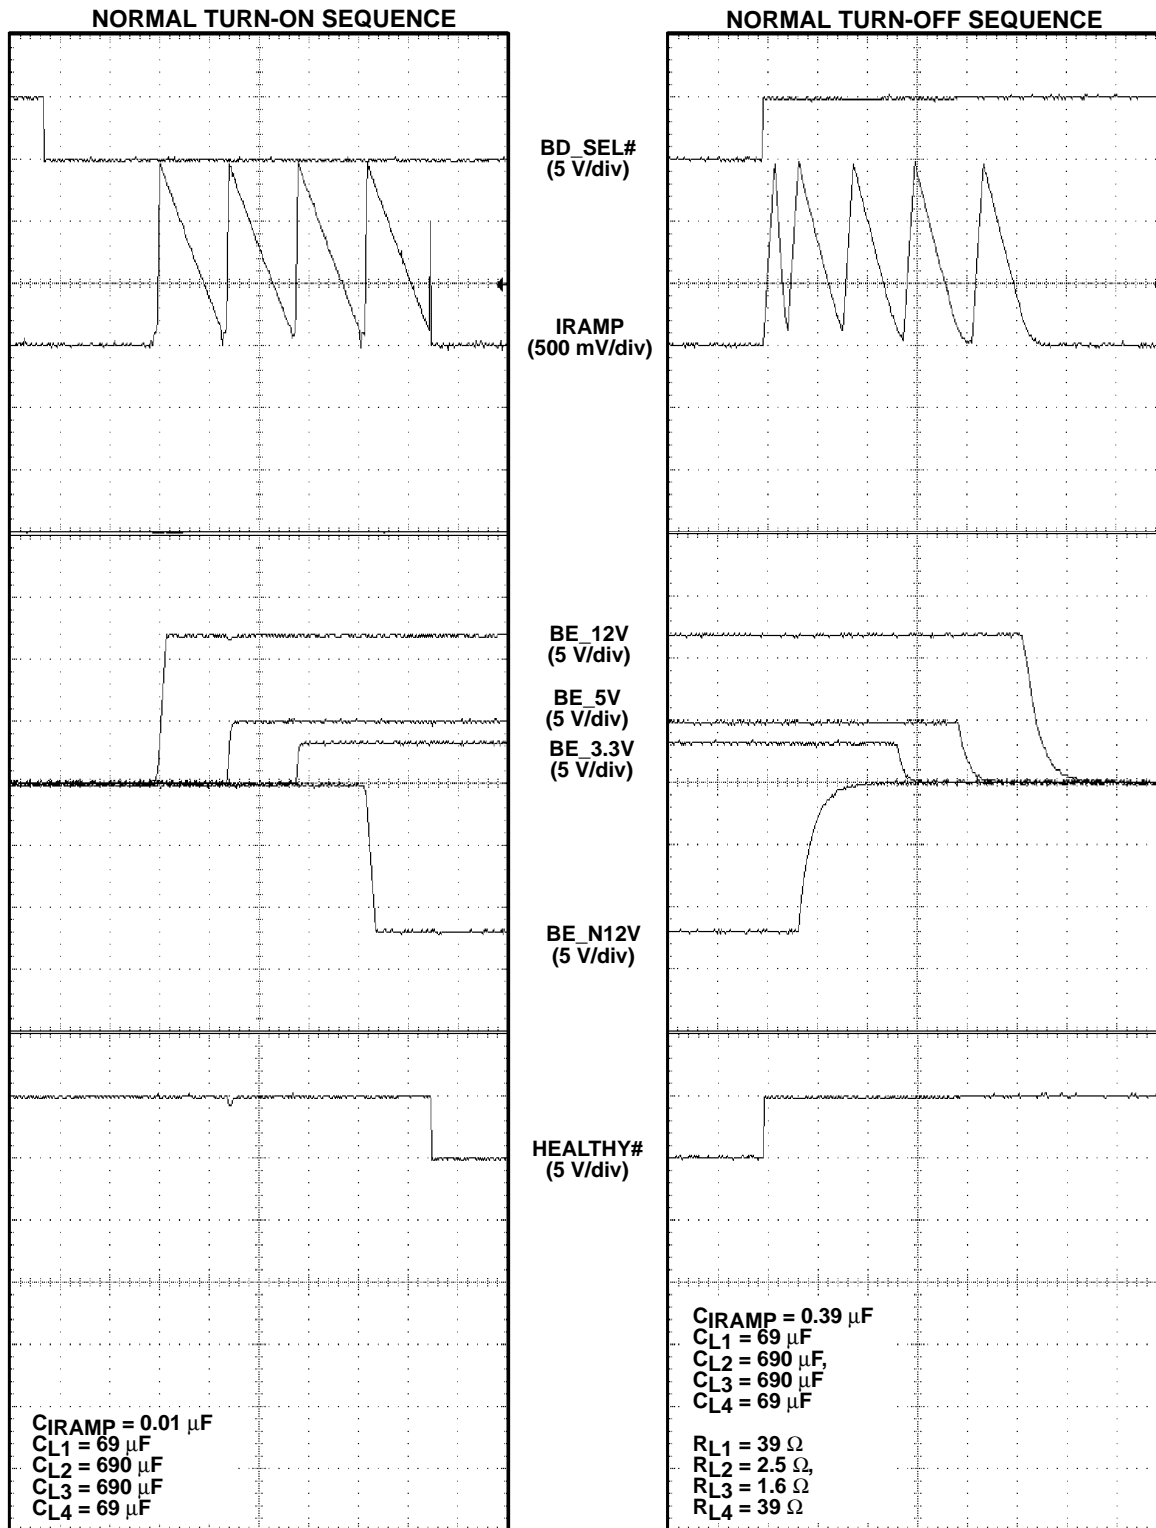 NORMAL TURN-ON SEQUENCE
NORMAL TURN-OFF SEQUENCE
BD_SEL#
(5 V/div)
IRAMP
(500 mV/div)
BE_12V
(5 V/div)
BE_5V
(5 V/div)
BE_3.3V
(5 V/div)
BE_N12V
(5 V/div)
HEALTHY#
(5 V/div)
CIRAMP = 0.01 μF
CL1 = 69 μF
CL2 = 690 μF
CL3 = 690 μF
CL4 = 69 μF
CIRAMP = 0.39 μF
CL1 = 69 μF
CL2 = 690 μF,
CL3 = 690 μF
CL4 = 69 μF
RL1 = 39 Ω
RL2 = 2.5 Ω,
RL3 = 1.6 Ω
RL4 = 39 Ω